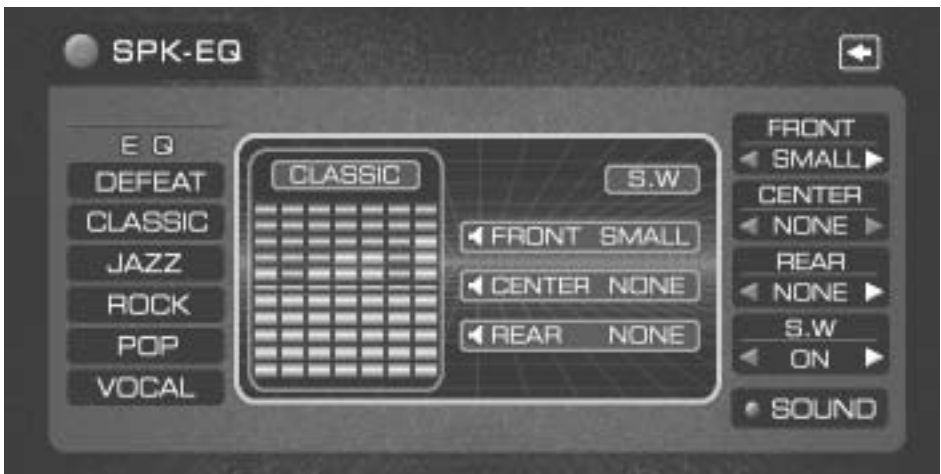 SPK-EQ
EQ
DEFEAT
CLASSIC
JAZZ
ROCK
POP
VOCAL
CLASSIC
S.W
FRONT SMALL
CENTER NONE
REAR NONE
FRONT
SMALL
CENTER
NONE
REAR
NONE
S.W
ON
SOUND